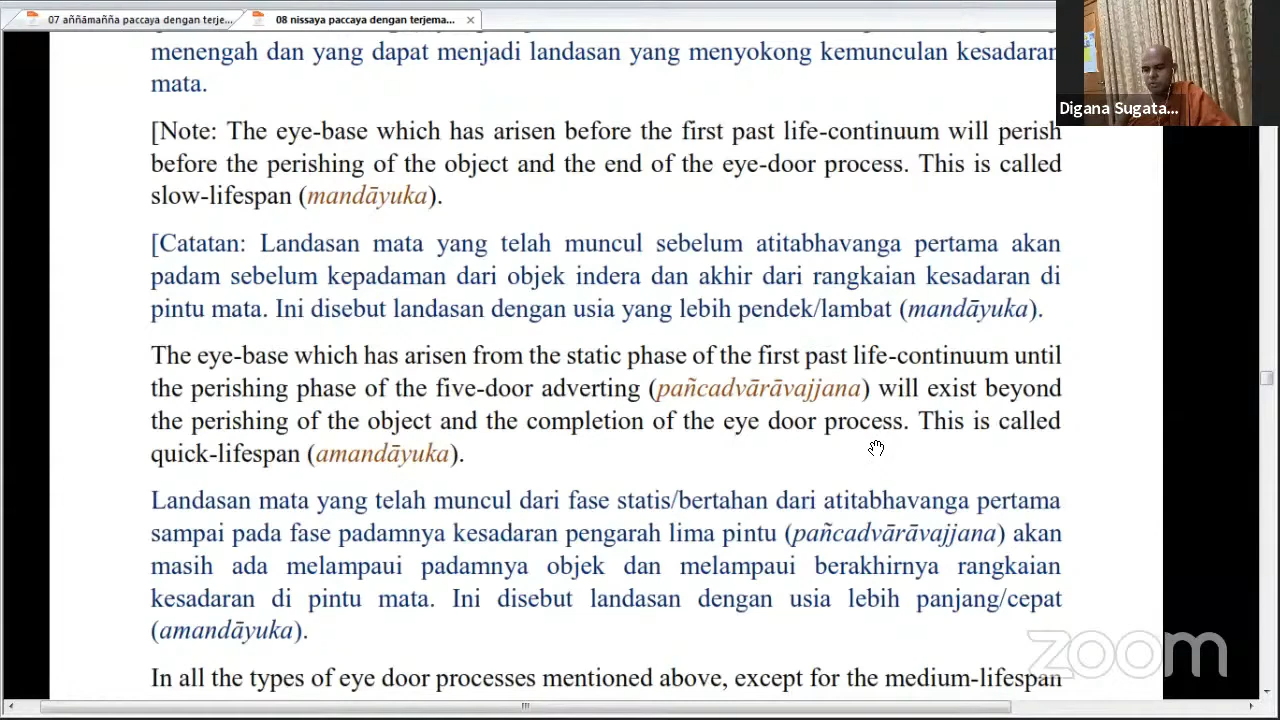 07 aññāmañña paccaya dengan terje...
08 nissaya paccaya dengan terjema...
menengah dan yang dapat menjadi landasan yang menyokong kemunculan kesadaran
mata.
[Note: The eye-base which has arisen before the first past life-continuum will perish
before the perishing of the object and the end of the eye-door process. This is called
slow-lifespan (mandāyuka).
[Catatan: Landasan mata yang telah muncul sebelum atitabhavanga pertama akan
padam sebelum kepadaman dari objek indera dan akhir dari rangkaian kesadaran di
pintu mata. Ini disebut landasan dengan usia yang lebih pendek/lambat (mandāyuka).
The eye-base which has arisen from the static phase of the first past life-continuum until
the perishing phase of the five-door adverting (pañcadvārāvajjana) will exist beyond
the perishing of the object and the completion of the eye door process. This is called
quick-lifespan (amandāyuka).
Landasan mata yang telah muncul dari fase statis/bertahan dari atitabhavanga pertama
sampai pada fase padamnya kesadaran pengarah lima pintu (pañcadvārāvajjana) akan
masih ada melampaui padamnya objek dan melampaui berakhirnya rangkaian
kesadaran di pintu mata. Ini disebut landasan dengan usia lebih panjang/cepat
(amandāyuka).
In all the types of eye door processes mentioned above, except for the medium-lifespan
Digana Sugata...
zoom